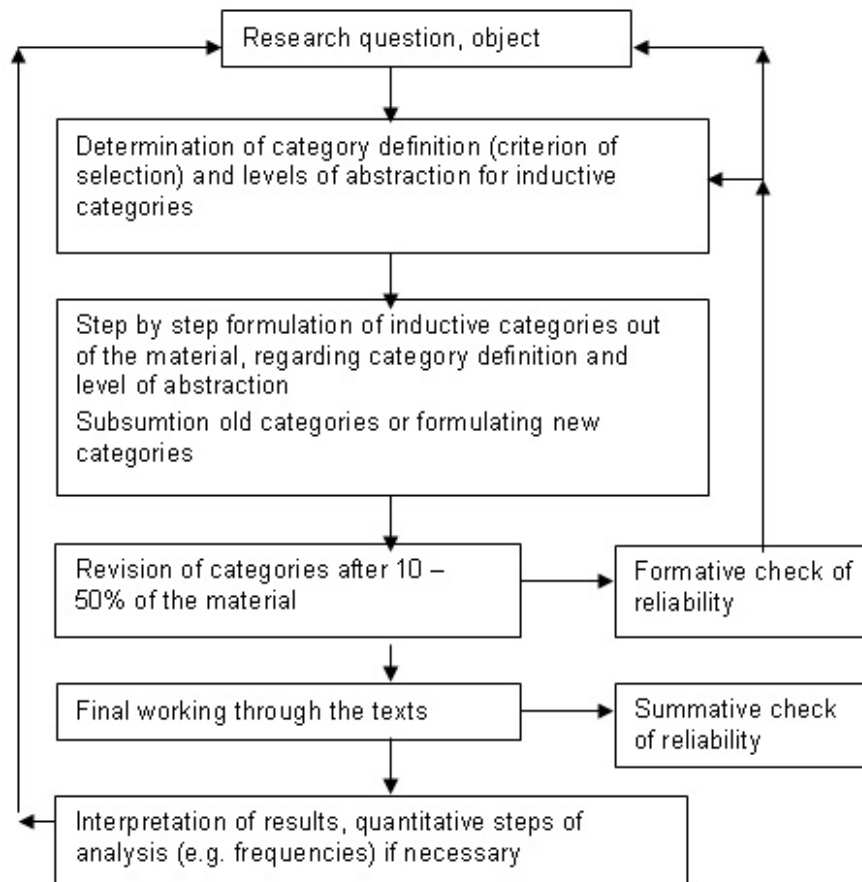 Research question, object
Determination of category definition (criterion of
selection) and levels of abstraction for inductive
categories
Step by step formulation of inductive categories out
of the material, regarding category definition and
level of abstraction
Subsumtion old categories or formulating new
categories
Revision of categories after 10 –
50% of the material
Formative check of
reliability
Final working through the texts
Summative check
of reliability
Interpretation of results, quantitative steps of
analysis (e.g. frequencies) if necessary